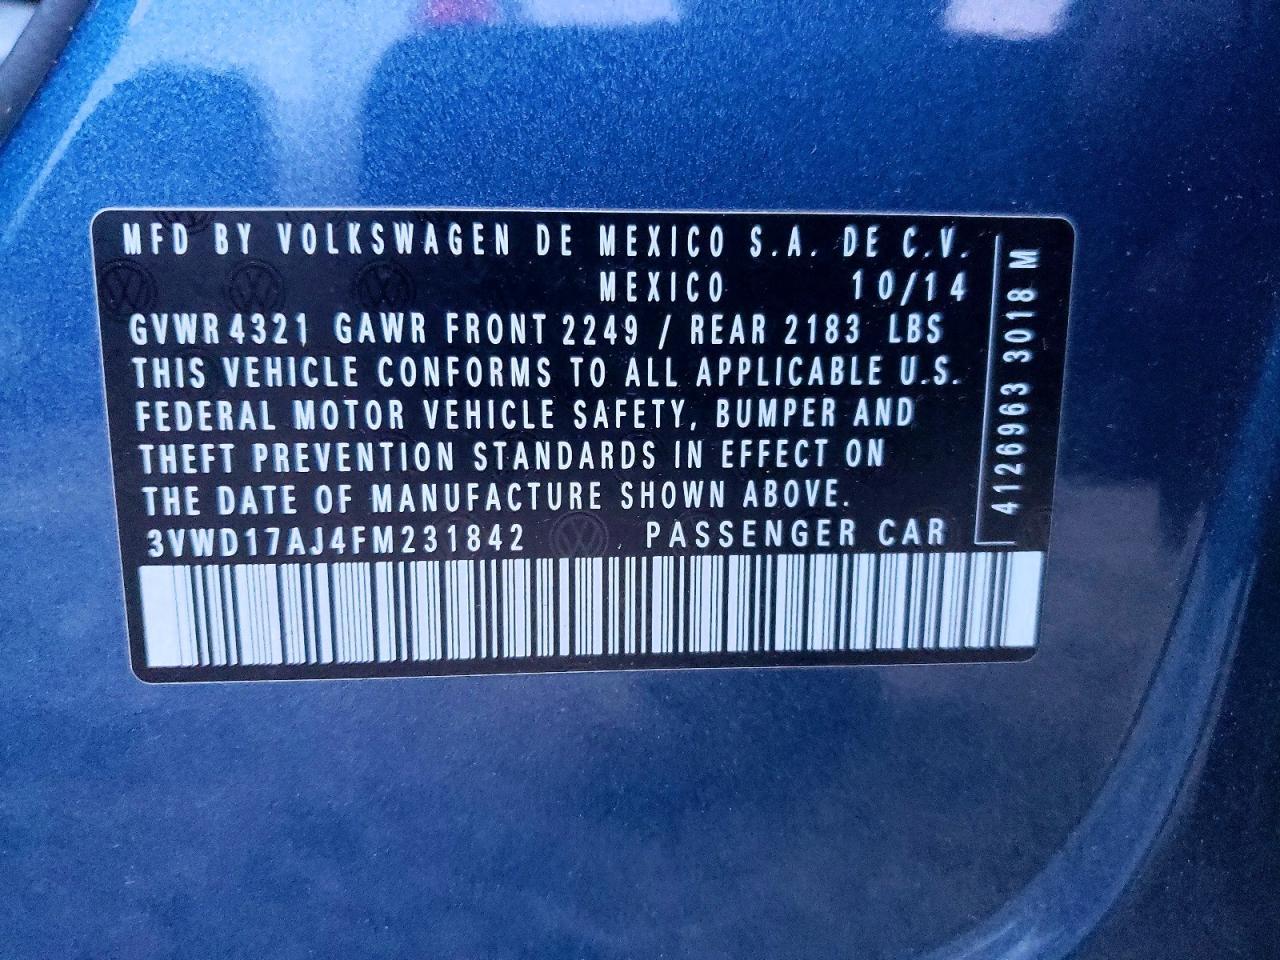 MFD BY VOLKSWAGEN DE MEXICO S.A. DE C.V.
MEXICO 10/14
GVWR 4321 GAWR FRONT 2249 / REAR 2183 LBS
THIS VEHICLE CONFORMS TO ALL APPLICABLE U.S.
FEDERAL MOTOR VEHICLE SAFETY, BUMPER AND
THEFT PREVENTION STANDARDS IN EFFECT ON
THE DATE OF MANUFACTURE SHOWN ABOVE.
3VWD17AJ4FM231842 PASSENGER CAR
4126963 3018 M